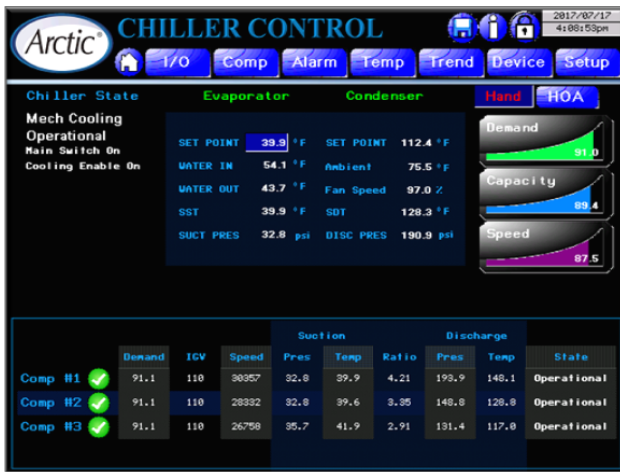 Arctic®
CHILLER CONTROL
2017/07/17
4:08:53pm
I/O Comp Alarm Temp Trend Device Setup
Chiller State Evaporator Condenser Hand HOA
Mech Cooling
Operational
Main Switch On
Cooling Enable On
SET POINT 39.9 °F SET POINT 112.4 °F
WATER IN 54.1 °F Ambient 75.5 °F
WATER OUT 43.7 °F Fan Speed 97.0 %
SST 39.9 °F SDT 128.3 °F
SUCT PRES 32.8 psi DISC PRES 190.9 psi
Demand
91.0
Capacity
89.4
Speed
87.5
Suction Discharge
Demand IGV Speed Pres Temp Ratio Pres Temp State
Comp #1 91.1 110 30357 32.8 39.9 4.21 193.9 148.1 Operational
Comp #2 91.1 110 28332 32.8 39.6 3.35 148.8 128.8 Operational
Comp #3 91.1 110 26758 35.7 41.9 2.91 131.4 117.0 Operational